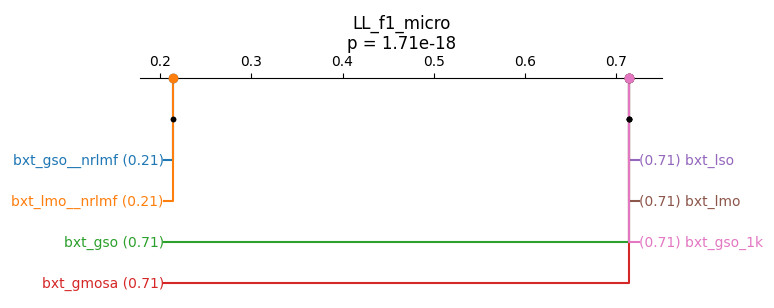 LL_f1_micro
p = 1.71e-18
0.2 0.3 0.4 0.5 0.6 0.7
bxt_gso__nrlmf (0.21)
(0.71) bxt_lso
bxt_lmo__nrlmf (0.21)
(0.71) bxt_lmo
bxt_gso (0.71)
(0.71) bxt_gso_1k
bxt_gmosa (0.71)